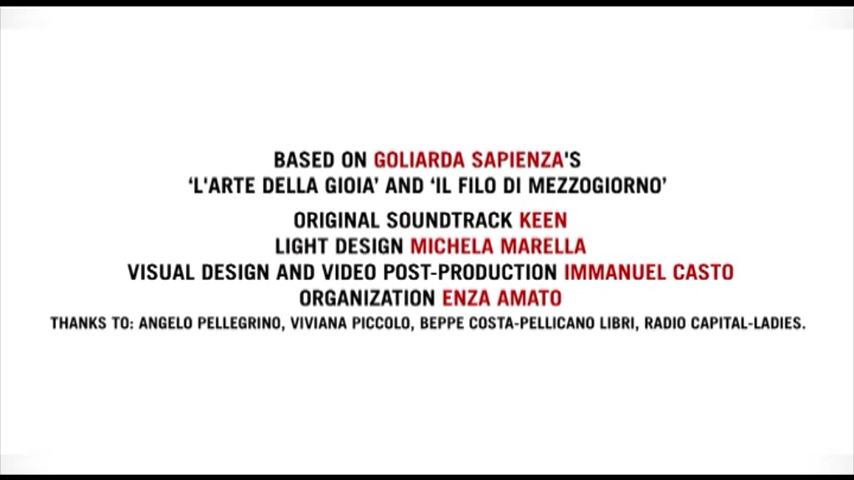 BASED ON GOLIARDA SAPIENZA'S
‘L'ARTE DELLA GIOIA’ AND ‘IL FILO DI MEZZOGIORNO’
ORIGINAL SOUNDTRACK KEEN
LIGHT DESIGN MICHELA MARELLA
VISUAL DESIGN AND VIDEO POST-PRODUCTION IMMANUEL CASTO
ORGANIZATION ENZA AMATO
THANKS TO: ANGELO PELLEGRINO, VIVIANA PICCOLO, BEPPE COSTA-PELLICANO LIBRI, RADIO CAPITAL-LADIES.